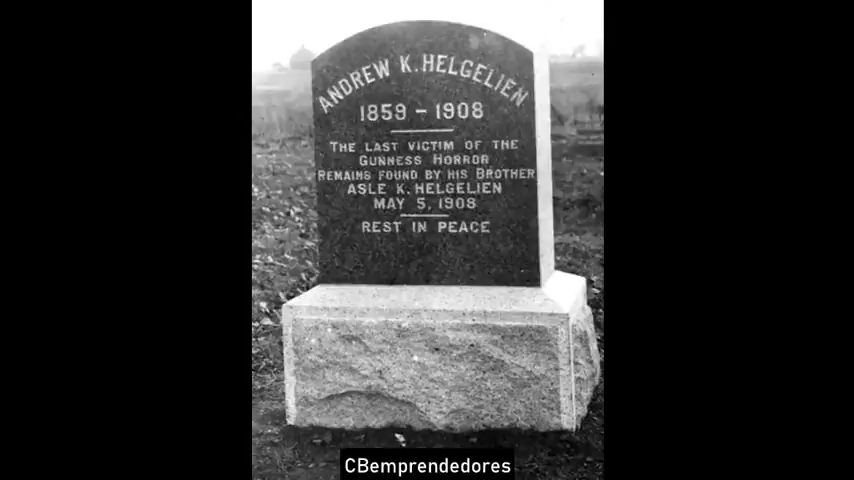 ANDREW K. HELGELIEN
1859 - 1908
THE LAST VICTIM OF THE
GUNNESS HORROR
REMAINS FOUND BY HIS BROTHER
ASLE K. HELGELIEN
MAY 5, 1908
REST IN PEACE
CBemprendedores